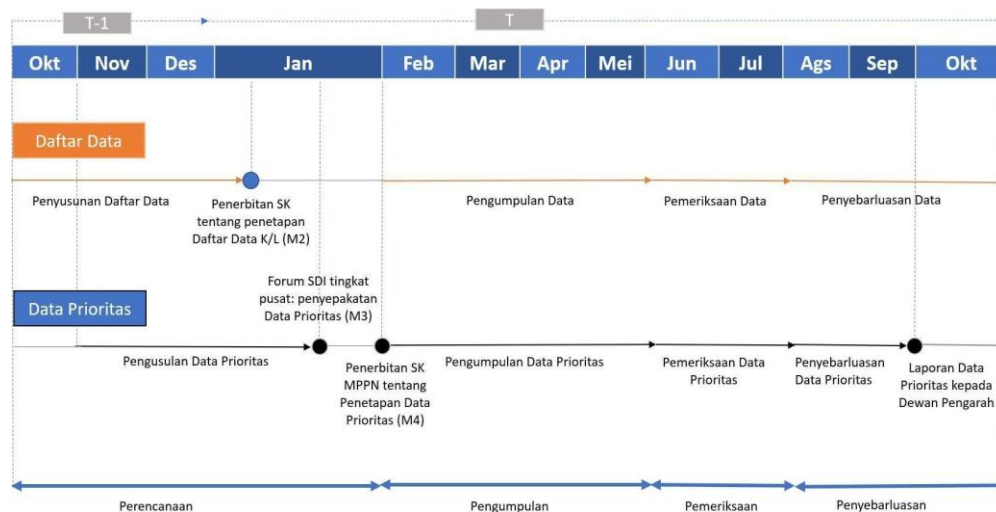 T-1
T
Okt Nov Des Jan Feb Mar Apr Mei Jun Jul Ags Sep Okt
Daftar Data
Penyusunan Daftar Data
Penerbitan SK
tentang penetapan
Daftar Data K/L (M2)
Pengumpulan Data
Pemeriksaan Data
Penyebarluasan Data
Data Prioritas
Forum SDI tingkat
pusat: penyepakatan
Data Prioritas (M3)
Pengusulan Data Prioritas
Penerbitan SK
MPPN tentang
Penetapan Data
Prioritas (M4)
Pengumpulan Data Prioritas
Pemeriksaan Data
Prioritas
Penyebarluasan
Data Prioritas
Laporan Data
Prioritas kepada
Dewan Pengarah
Perencanaan
Pengumpulan
Pemeriksaan
Penyebarluasan